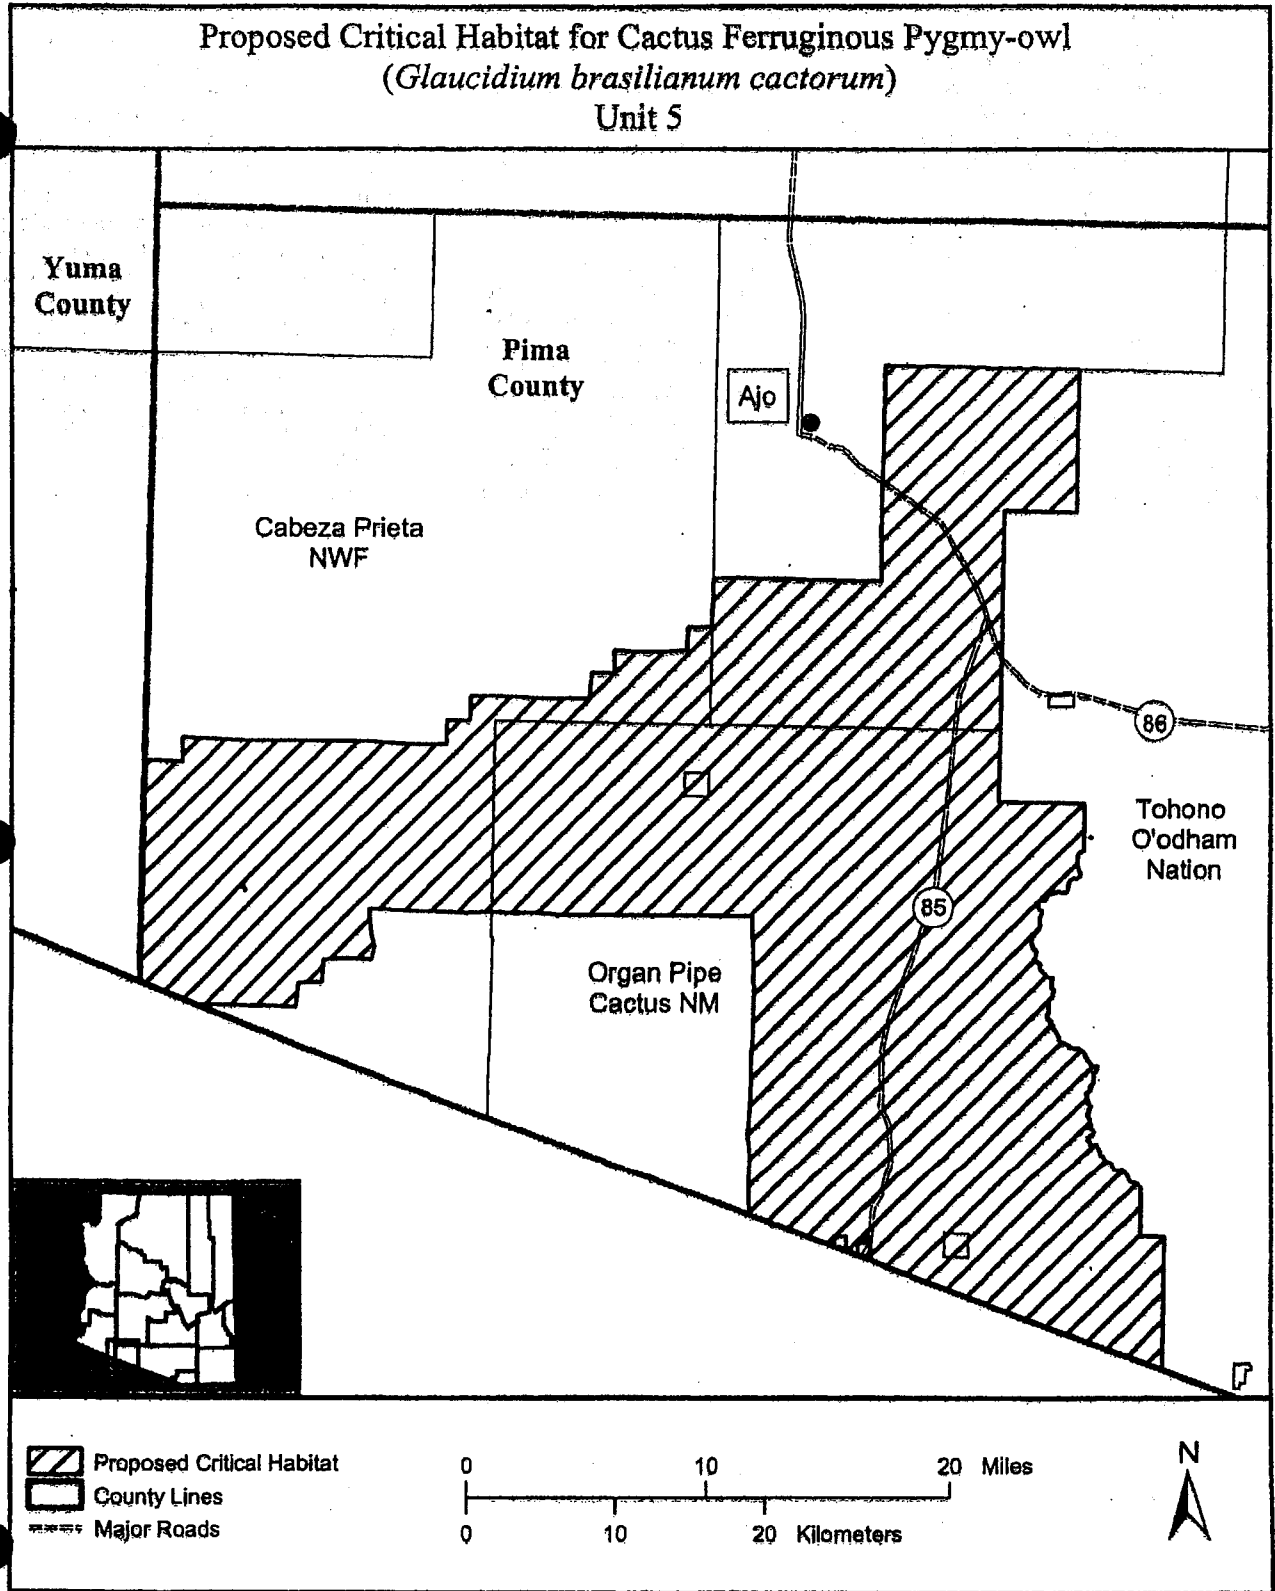 Proposed Critical Habitat for Cactus Ferruginous Pygmy-owl
(Glaucidium brasilianum cactorum)
Unit 5
Yuma
County
Pima
County
Ajo
Cabeza Prieta
NWF
86
Tohono
O'odham
Nation
85
Organ Pipe
Cactus NM
Proposed Critical Habitat
County Lines
Major Roads
0 10 20 Miles
0 10 20 Kilometers
N